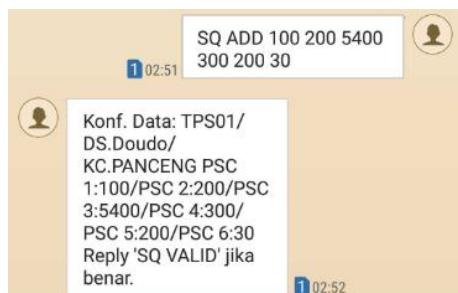 SQ ADD 100 200 5400
300 200 30
1 02:51
Konf. Data: TPS01/
DS.Doudo/
KC.PANCENG PSC
1:100/PSC 2:200/PSC
3:5400/PSC 4:300/
PSC 5:200/PSC 6:30
Reply 'SQ VALID' jika
benar.
1 02:52